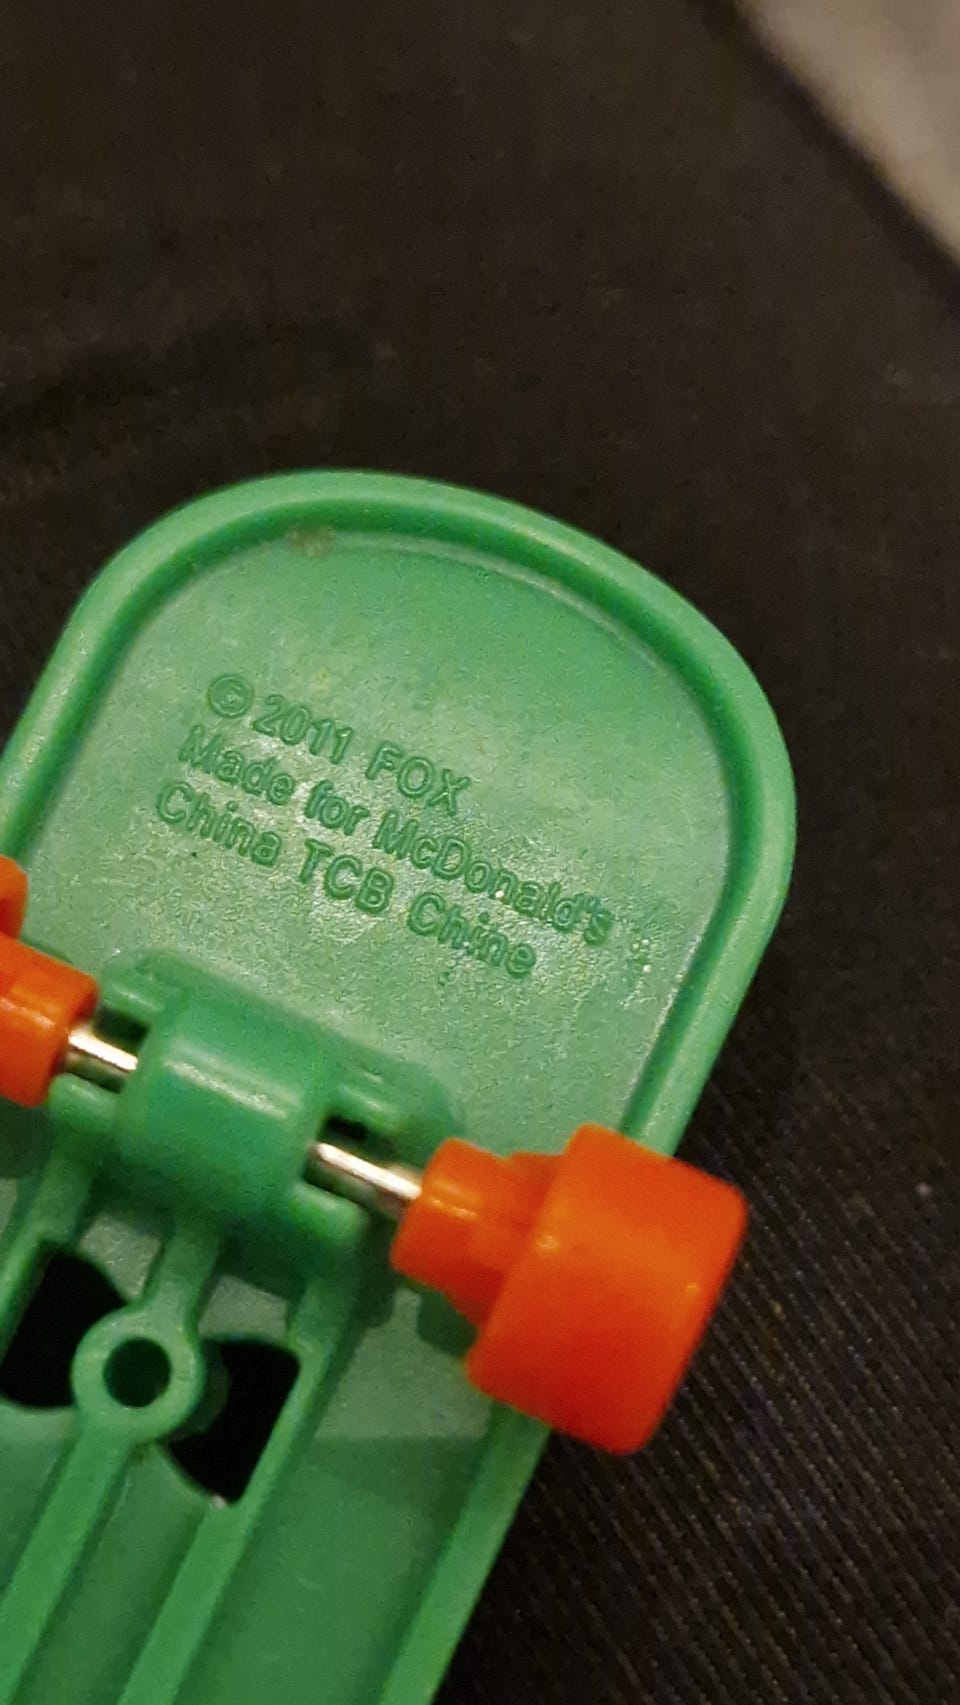 © 2011 FOX
Made for McDonald's
China TCB Chine